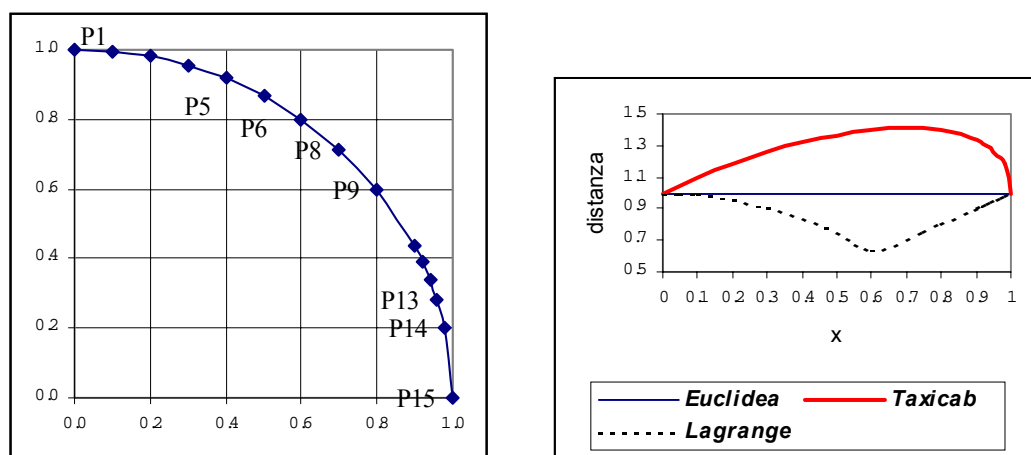 P1
1.0
0.8
0.6
0.4
0.2
0.0
P5
P6
P8
P9
P13
P14
P15
0.0 0.2 0.4 0.6 0.8 1.0
distanza
1.5
1.3
1.1
0.9
0.7
0.5
0 0.1 0.2 0.3 0.4 0.5 0.6 0.7 0.8 0.9 1
x
Euclidea Taxicab
Lagrange